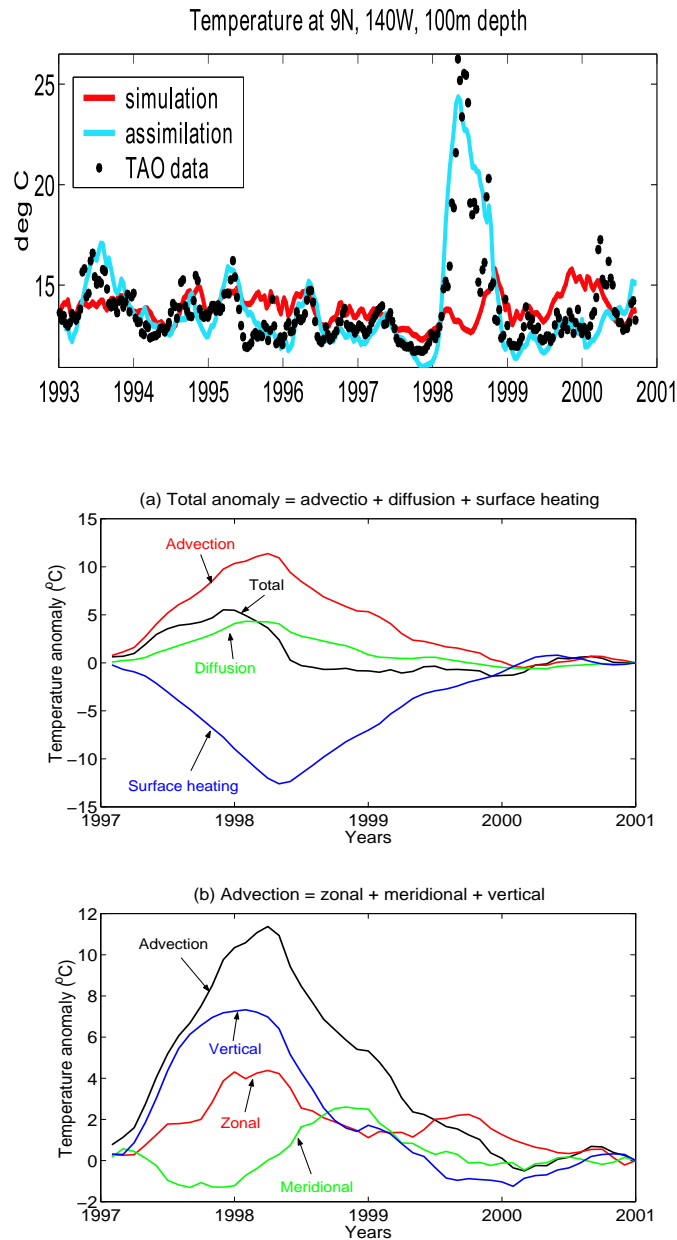 Temperature at 9N, 140W, 100m depth
simulation
assimilation
TAO data
deg C
25
20
15
1993 1994 1995 1996 1997 1998 1999 2000 2001
(a) Total anomaly = advectio + diffusion + surface heating
Temperature anomaly (⁰C)
15
10
5
0
−5
−10
−15
Advection
Total
Diffusion
Surface heating
1997 1998 1999 2000 2001
Years
(b) Advection = zonal + meridional + vertical
Temperature anomaly (⁰C)
12
10
8
6
4
2
0
−2
Advection
Vertical
Zonal
Meridional
1997 1998 1999 2000 2001
Years